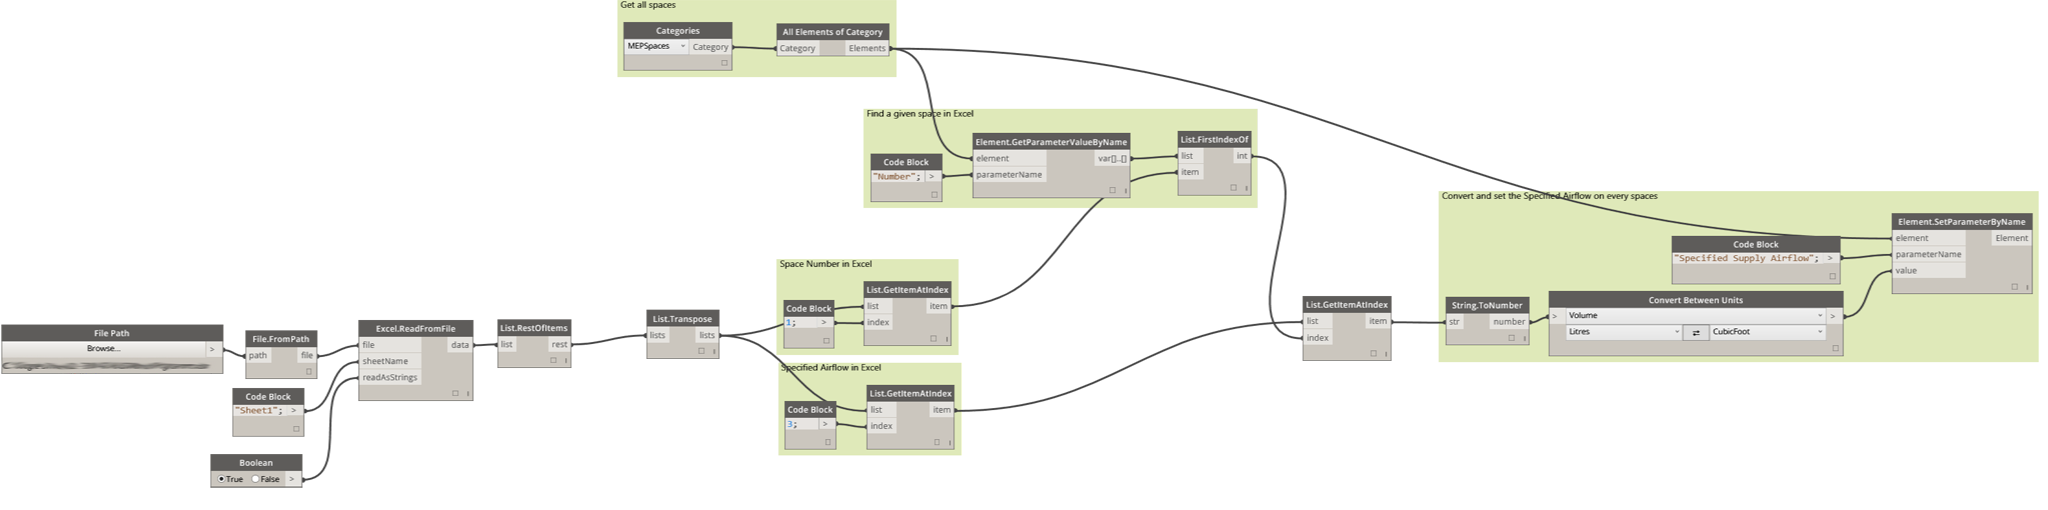 Get all spaces
Categories
MEPSpaces Category
All Elements of Category
Category Elements
Find a given space in Excel
Code Block
"Number"; >
Element.GetParameterValueByName
element var[]..[]
parameterName
List.FirstIndexOf
list int
item
Space Number in Excel
Code Block
1; >
List.GetItemAtIndex
list item
index
Specified Airflow in Excel
Code Block
3; >
List.GetItemAtIndex
list item
index
File Path
Browse... >
File.FromPath
path file
Code Block
"Sheet1"; >
Boolean
True False >
Excel.ReadFromFile
file data
sheetName
readAsStrings
List.RestOfItems
list rest
List.Transpose
lists lists
List.GetItemAtIndex
list item
index
Convert and set the Specified Airflow on every spaces
Code Block
"Specified Supply Airflow"; >
Element.SetParameterByName
element Element
parameterName
value
String.ToNumber
str number
Convert Between Units
> Volume >
Litres CubicFoot